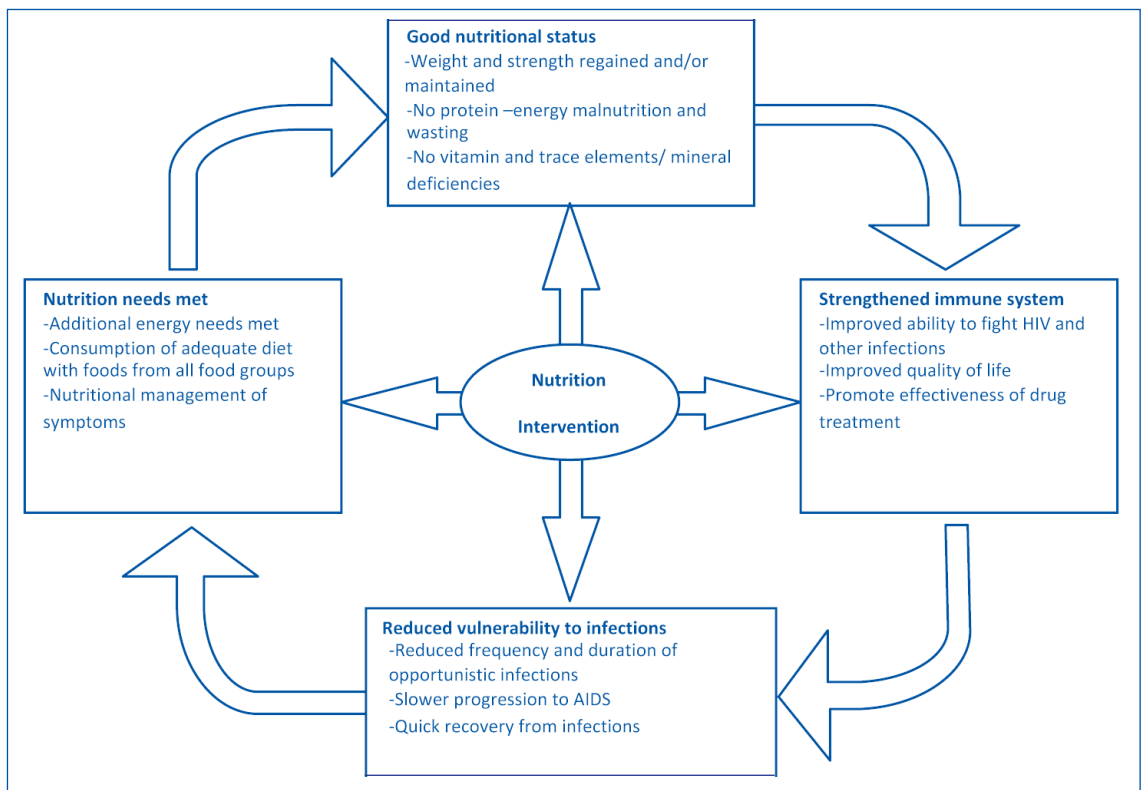 Good nutritional status
-Weight and strength regained and/or
maintained
-No protein –energy malnutrition and
wasting
-No vitamin and trace elements/ mineral
deficiencies
Nutrition needs met
-Additional energy needs met
-Consumption of adequate diet
with foods from all food groups
-Nutritional management of
symptoms
Nutrition
Intervention
Strengthened immune system
-Improved ability to fight HIV and
other infections
-Improved quality of life
-Promote effectiveness of drug
treatment
Reduced vulnerability to infections
-Reduced frequency and duration of
opportunistic infections
-Slower progression to AIDS
-Quick recovery from infections